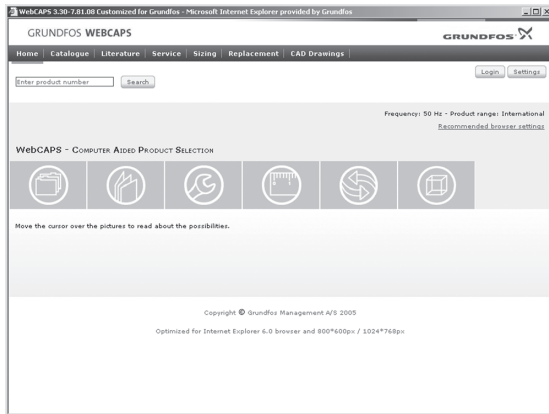 WebCAPS 3.30-7.81.08 Customized for Grundfos - Microsoft Internet Explorer provided by Grundfos
GRUNDFOS WEBCAPS
GRUNDFOS
Home | Catalogue | Literature | Service | Sizing | Replacement | CAD Drawings |
Login Settings
Enter product number Search
Frequency: 50 Hz - Product range: International
Recommended browser settings
WebCAPS - Computer Aided Product Selection
Move the cursor over the pictures to read about the possibilities.
Copyright © Grundfos Management A/S 2005
Optimized for Internet Explorer 6.0 browser and 800*600px / 1024*768px